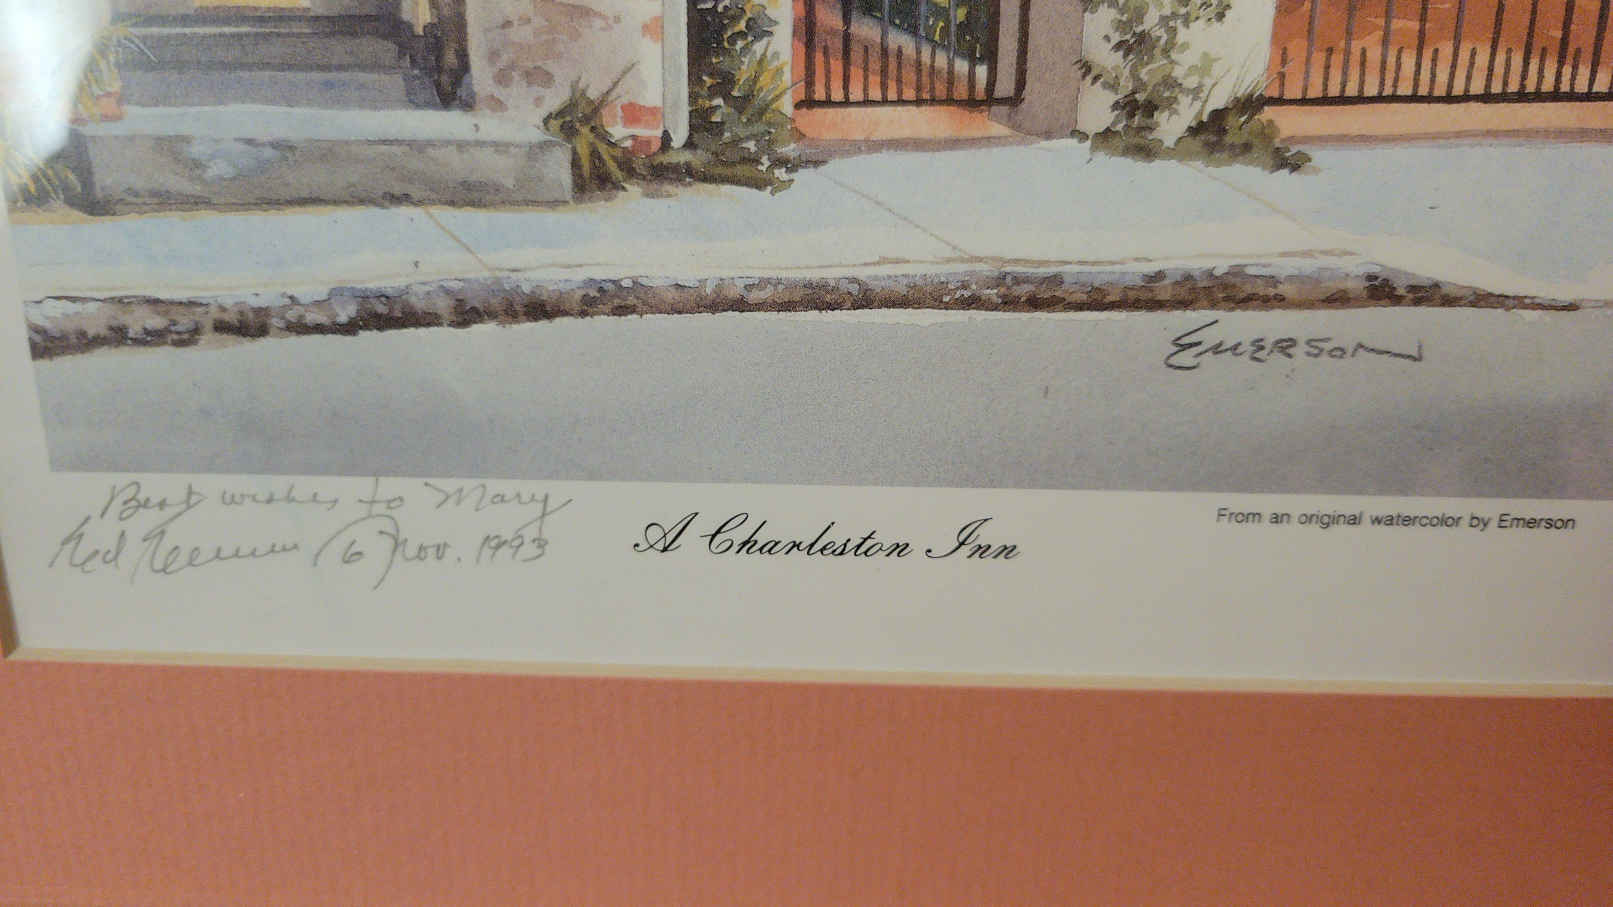 EMERSON
Best wishes to Mary
6 Nov. 1993
A Charleston Inn
From an original watercolor by Emerson